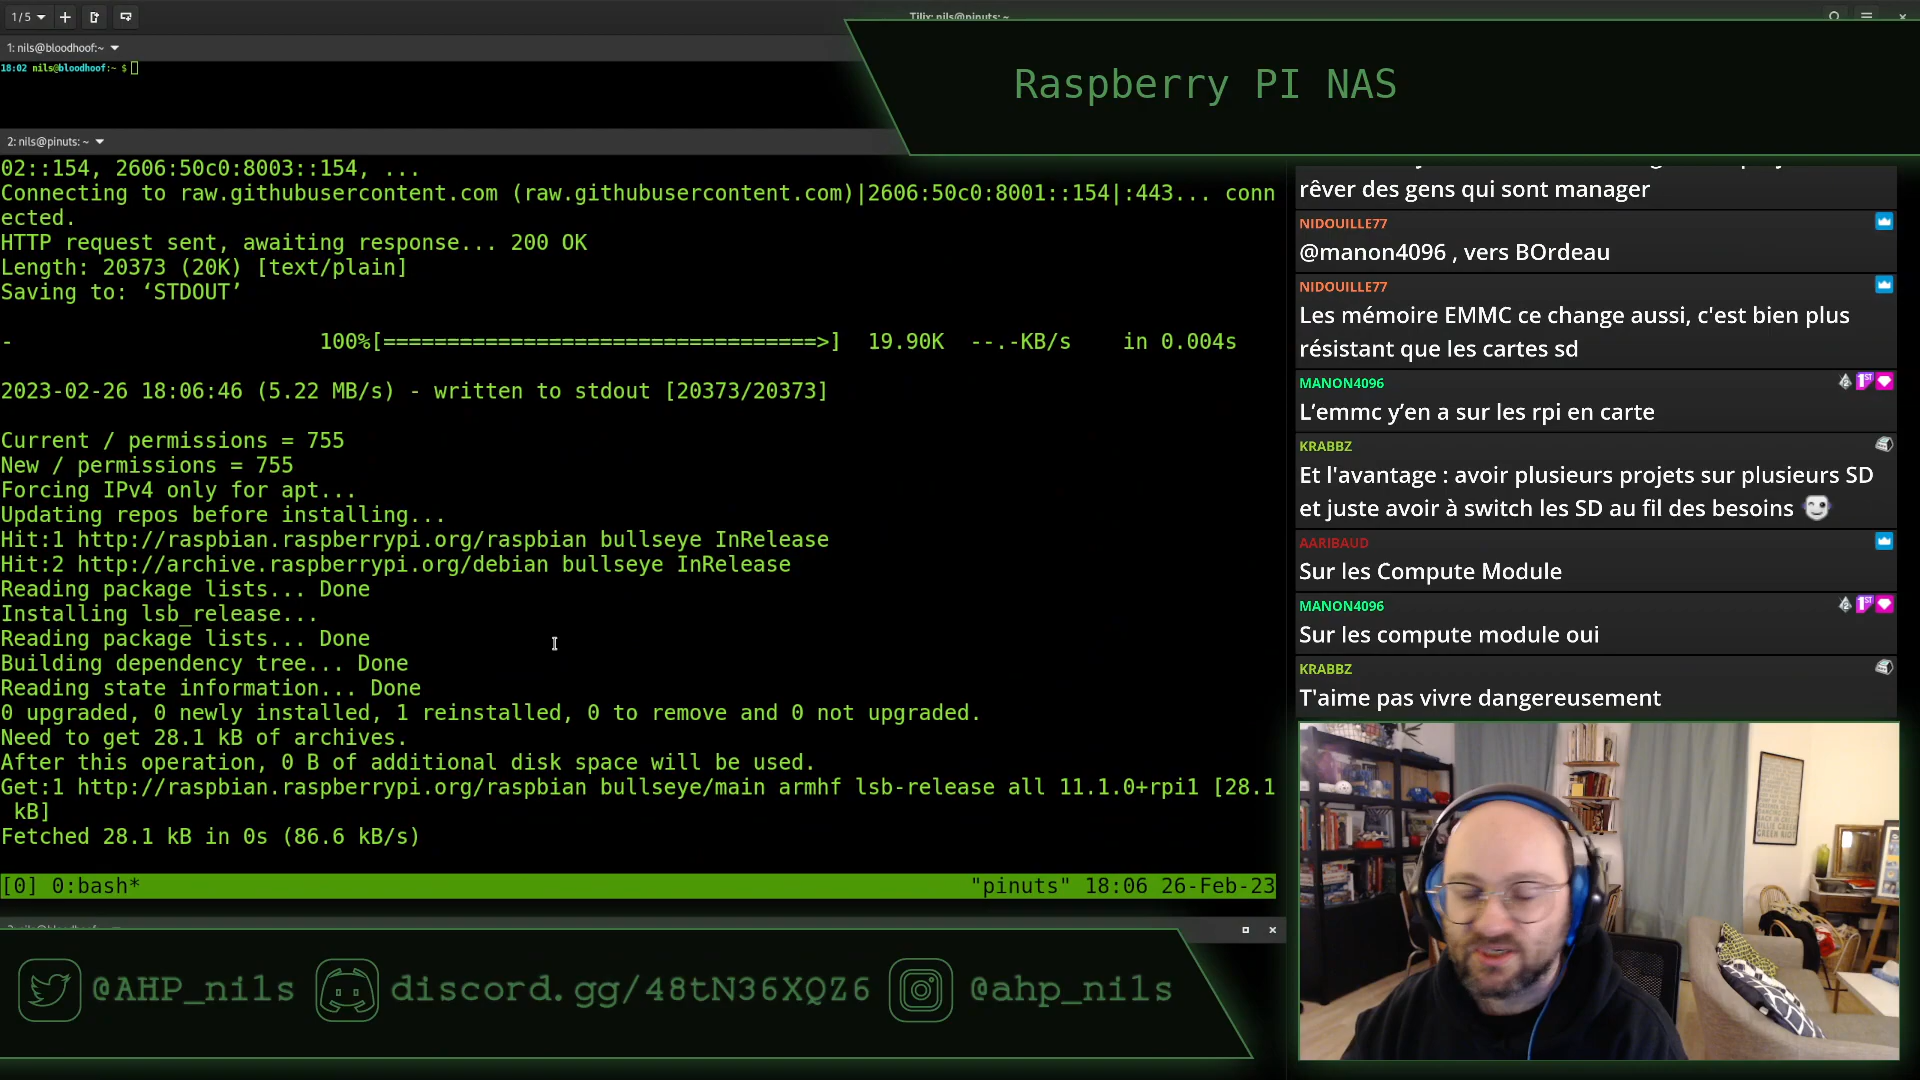 1/5
Tilix: nils@pinuts: ~
1: nils@bloodhoof:~
18:02 nils@bloodhoof:~ $
Raspberry PI NAS
2: nils@pinuts: ~
02::154, 2606:50c0:8003::154, ...
Connecting to raw.githubusercontent.com (raw.githubusercontent.com)|2606:50c0:8001::154|:443... conn
ected.
HTTP request sent, awaiting response... 200 OK
Length: 20373 (20K) [text/plain]
Saving to: ‘STDOUT’
-                        100%[==================================>]  19.90K  --.-KB/s    in 0.004s
2023-02-26 18:06:46 (5.22 MB/s) - written to stdout [20373/20373]
Current / permissions = 755
New / permissions = 755
Forcing IPv4 only for apt...
Updating repos before installing...
Hit:1 http://raspbian.raspberrypi.org/raspbian bullseye InRelease
Hit:2 http://archive.raspberrypi.org/debian bullseye InRelease
Reading package lists... Done
Installing lsb_release...
Reading package lists... Done
Building dependency tree... Done
Reading state information... Done
0 upgraded, 0 newly installed, 1 reinstalled, 0 to remove and 0 not upgraded.
Need to get 28.1 kB of archives.
After this operation, 0 B of additional disk space will be used.
Get:1 http://raspbian.raspberrypi.org/raspbian bullseye/main armhf lsb-release all 11.1.0+rpi1 [28.1
 kB]
Fetched 28.1 kB in 0s (86.6 kB/s)
[0] 0:bash*                "pinuts" 18:06 26-Feb-23
rêver des gens qui sont manager
NIDOUILLE77
@manon4096 , vers BOrdeau
NIDOUILLE77
Les mémoire EMMC ce change aussi, c'est bien plus
résistant que les cartes sd
MANON4096
L’emmc y’en a sur les rpi en carte
KRABBZ
Et l'avantage : avoir plusieurs projets sur plusieurs SD
et juste avoir à switch les SD au fil des besoins
AARIBAUD
Sur les Compute Module
MANON4096
Sur les compute module oui
KRABBZ
T'aime pas vivre dangereusement
@AHP_nils
discord.gg/48tN36XQZ6
@ahp_nils